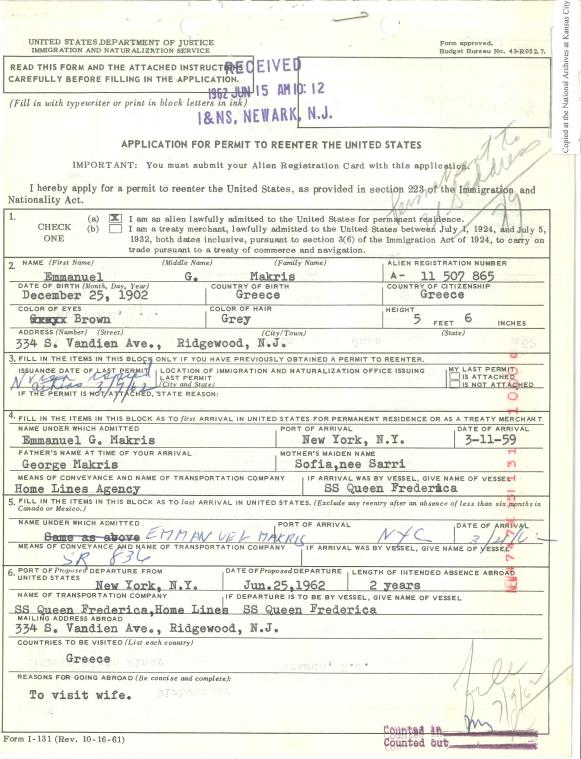 Copied at the National Archives at Kansas City
UNITED STATES DEPARTMENT OF JUSTICE
IMMIGRATION AND NATURALIZATION SERVICE
Form approved.
Budget Bureau No. 43-R052.7.
READ THIS FORM AND THE ATTACHED INSTRUCTIONS
CAREFULLY BEFORE FILLING IN THE APPLICATION.
(Fill in with typewriter or print in block letters in ink)
RECEIVED
1962 JUN 15 AM 10:12
I&NS, NEWARK, N.J.
APPLICATION FOR PERMIT TO REENTER THE UNITED STATES
IMPORTANT: You must submit your Alien Registration Card with this application.
I hereby apply for a permit to reenter the United States, as provided in section 223 of the Immigration and
Nationality Act.
1.
CHECK
ONE
(a) X I am an alien lawfully admitted to the United States for permanent residence.
(b) I am a treaty merchant, lawfully admitted to the United States between July 1, 1924, and July 5,
1932, both dates inclusive, pursuant to section 3(6) of the Immigration Act of 1924, to carry on
trade pursuant to a treaty of commerce and navigation.
2. NAME (First Name) (Middle Name) (Family Name) ALIEN REGISTRATION NUMBER
Emmanuel G. Makris A- 11 507 865
DATE OF BIRTH (Month, Day, Year) COUNTRY OF BIRTH COUNTRY OF CITIZENSHIP
December 25, 1902 Greece Greece
COLOR OF EYES COLOR OF HAIR HEIGHT
Brown Grey 5 FEET 6 INCHES
ADDRESS (Number) (Street) (City/Town) (State)
334 S. Vandien Ave., Ridgewood, N.J.
3. FILL IN THE ITEMS IN THIS BLOCK ONLY IF YOU HAVE PREVIOUSLY OBTAINED A PERMIT TO REENTER.
ISSUANCE DATE OF LAST PERMIT LOCATION OF IMMIGRATION AND NATURALIZATION OFFICE ISSUING MY LAST PERMIT
LAST PERMIT IS ATTACHED
(City and State) IS NOT ATTACHED
3/9/62
IF THE PERMIT IS NOT ATTACHED, STATE REASON:
4. FILL IN THE ITEMS IN THIS BLOCK AS TO first ARRIVAL IN UNITED STATES FOR PERMANENT RESIDENCE OR AS A TREATY MERCHANT
NAME UNDER WHICH ADMITTED PORT OF ARRIVAL DATE OF ARRIVAL
Emmanuel G. Makris New York, N.Y. 3-11-59
FATHER'S NAME AT TIME OF YOUR ARRIVAL MOTHER'S MAIDEN NAME
George Makris Sofia,nee Sarri
MEANS OF CONVEYANCE AND NAME OF TRANSPORTATION COMPANY IF ARRIVAL WAS BY VESSEL, GIVE NAME OF VESSEL
Home Lines Agency SS Queen Frederica
5. FILL IN THE ITEMS IN THIS BLOCK AS TO last ARRIVAL IN UNITED STATES. (Exclude any reentry after an absence of less than six months in
Canada or Mexico.)
NAME UNDER WHICH ADMITTED PORT OF ARRIVAL DATE OF ARRIVAL
Same as above EMMANUEL MAKRIS NYC
MEANS OF CONVEYANCE AND NAME OF TRANSPORTATION COMPANY IF ARRIVAL WAS BY VESSEL, GIVE NAME OF VESSEL
SR 836
6. PORT OF Proposed DEPARTURE FROM DATE OF Proposed DEPARTURE LENGTH OF INTENDED ABSENCE ABROAD
UNITED STATES New York, N.Y. Jun.25,1962 2 years
NAME OF TRANSPORTATION COMPANY IF DEPARTURE IS TO BE BY VESSEL, GIVE NAME OF VESSEL
SS Queen Frederica,Home Lines SS Queen Frederica
MAILING ADDRESS ABROAD
334 S. Vandien Ave., Ridgewood, N.J.
COUNTRIES TO BE VISITED (List each country)
Greece
REASONS FOR GOING ABROAD (Be concise and complete):
To visit wife.
7/9/62
Counted in
Counted out
Form I-131 (Rev. 10-16-61)